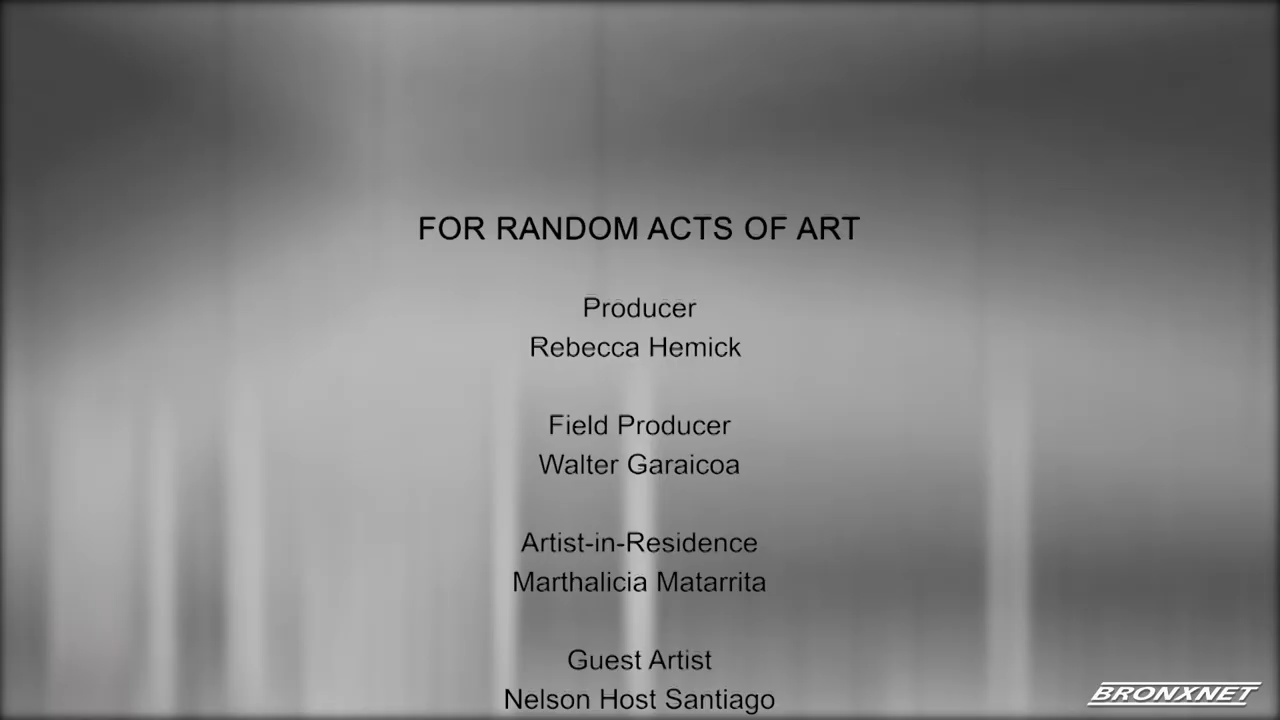 FOR RANDOM ACTS OF ART
Producer
Rebecca Hemick
Field Producer
Walter Garaicoa
Artist-in-Residence
Marthalicia Matarrita
Guest Artist
Nelson Host Santiago
BRONXNET